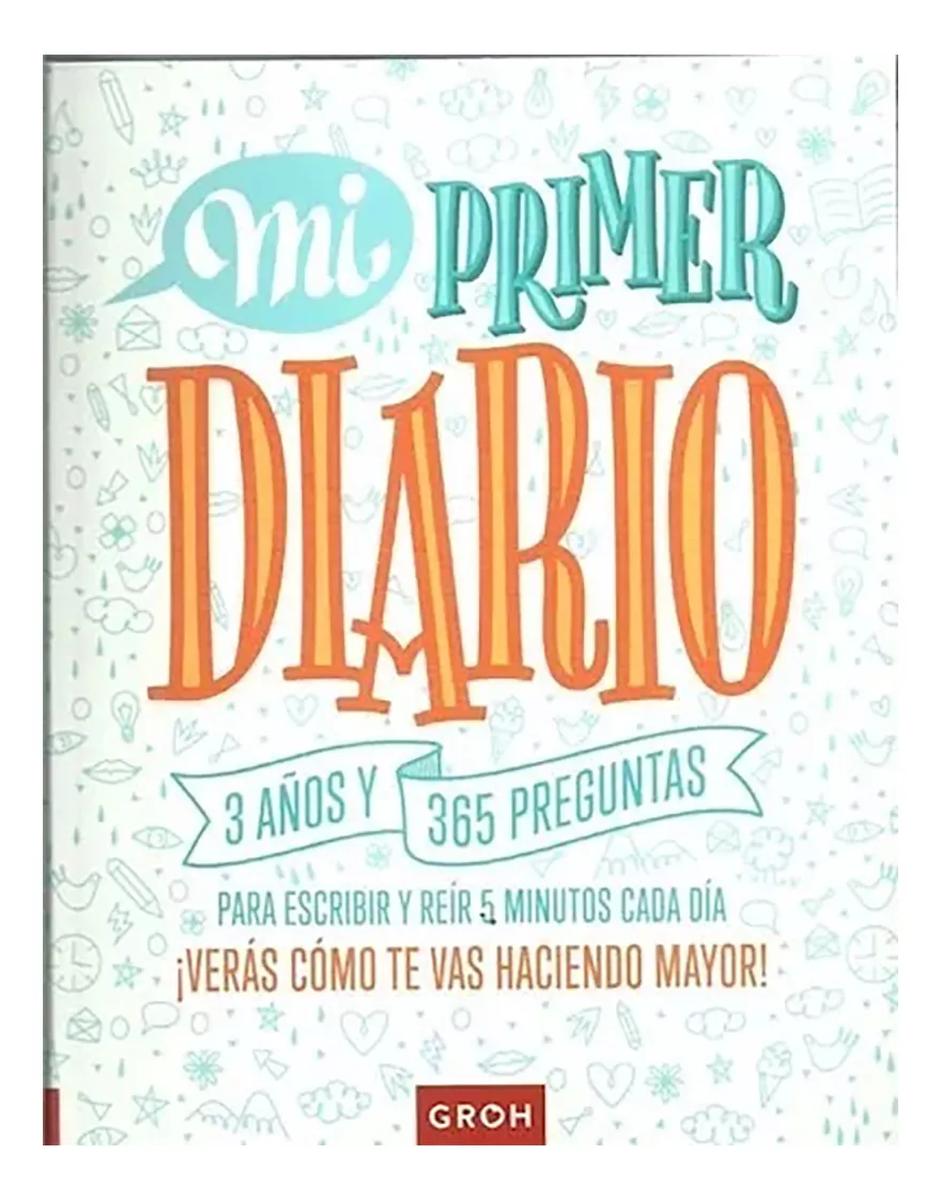 mi PRIMER
DIÁRIO
3 AÑOS Y 365 PREGUNTAS
PARA ESCRIBIR Y REÍR 5 MINUTOS CADA DÍA
¡VERÁS CÓMO TE VAS HACIENDO MAYOR!
GROH